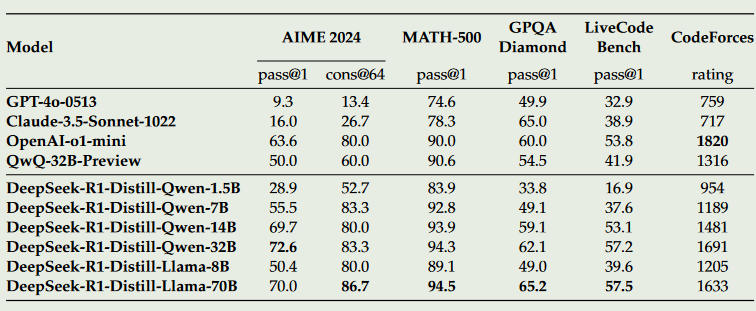 Model AIME 2024 MATH-500 GPQA Diamond LiveCode Bench CodeForces
pass@1 cons@64 pass@1 pass@1 pass@1 rating
GPT-4o-0513 9.3 13.4 74.6 49.9 32.9 759
Claude-3.5-Sonnet-1022 16.0 26.7 78.3 65.0 38.9 717
OpenAI-o1-mini 63.6 80.0 90.0 60.0 53.8 1820
QwQ-32B-Preview 50.0 60.0 90.6 54.5 41.9 1316
DeepSeek-R1-Distill-Qwen-1.5B 28.9 52.7 83.9 33.8 16.9 954
DeepSeek-R1-Distill-Qwen-7B 55.5 83.3 92.8 49.1 37.6 1189
DeepSeek-R1-Distill-Qwen-14B 69.7 80.0 93.9 59.1 53.1 1481
DeepSeek-R1-Distill-Qwen-32B 72.6 83.3 94.3 62.1 57.2 1691
DeepSeek-R1-Distill-Llama-8B 50.4 80.0 89.1 49.0 39.6 1205
DeepSeek-R1-Distill-Llama-70B 70.0 86.7 94.5 65.2 57.5 1633